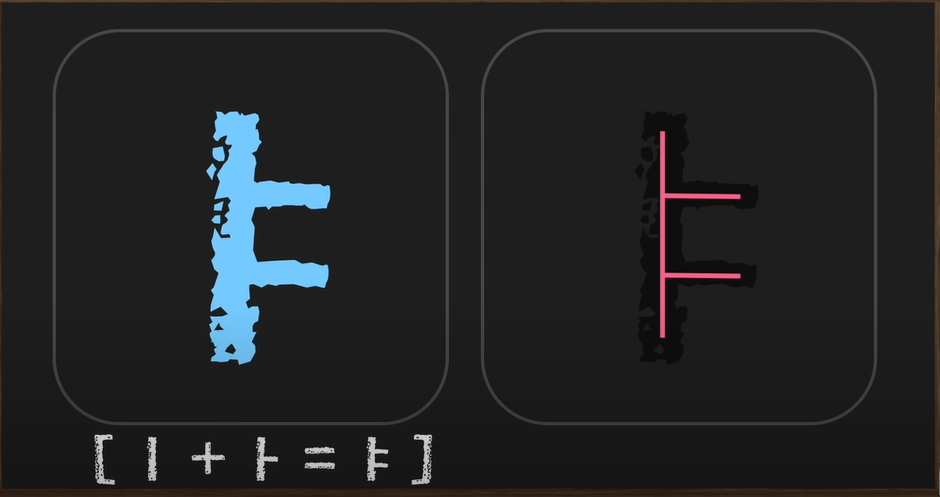 ㅑ ㅑ
[ㅣ + ㅏ = ㅑ]